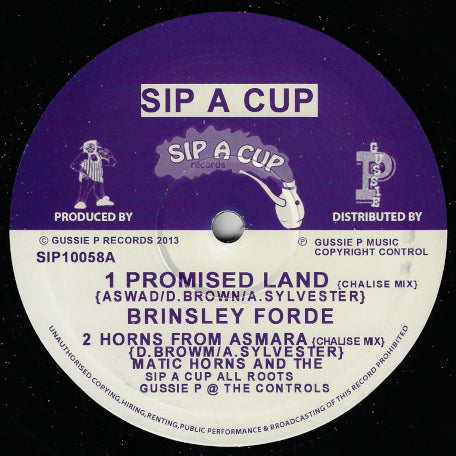 SIP A CUP
SIP A CUP
records
PRODUCED BY
GUSSIE
P
DISTRIBUTED BY
© GUSSIE P RECORDS 2013
SIP10058A
℗ GUSSIE P MUSIC
COPYRIGHT CONTROL
1 PROMISED LAND {CHALISE MIX}
{ASWAD/D.BROWN/A.SYLVESTER}
BRINSLEY FORDE
2 HORNS FROM ASMARA {CHALISE MIX}
{D.BROWM/A.SYLVESTER}
MATIC HORNS AND THE
SIP A CUP ALL ROOTS
GUSSIE P @ THE CONTROLS
UNAUTHORISED COPYING,HIRING,RENTING,PUBLIC PERFORMANCE & BROADCASTING OF THIS RECORD PROHIBITED